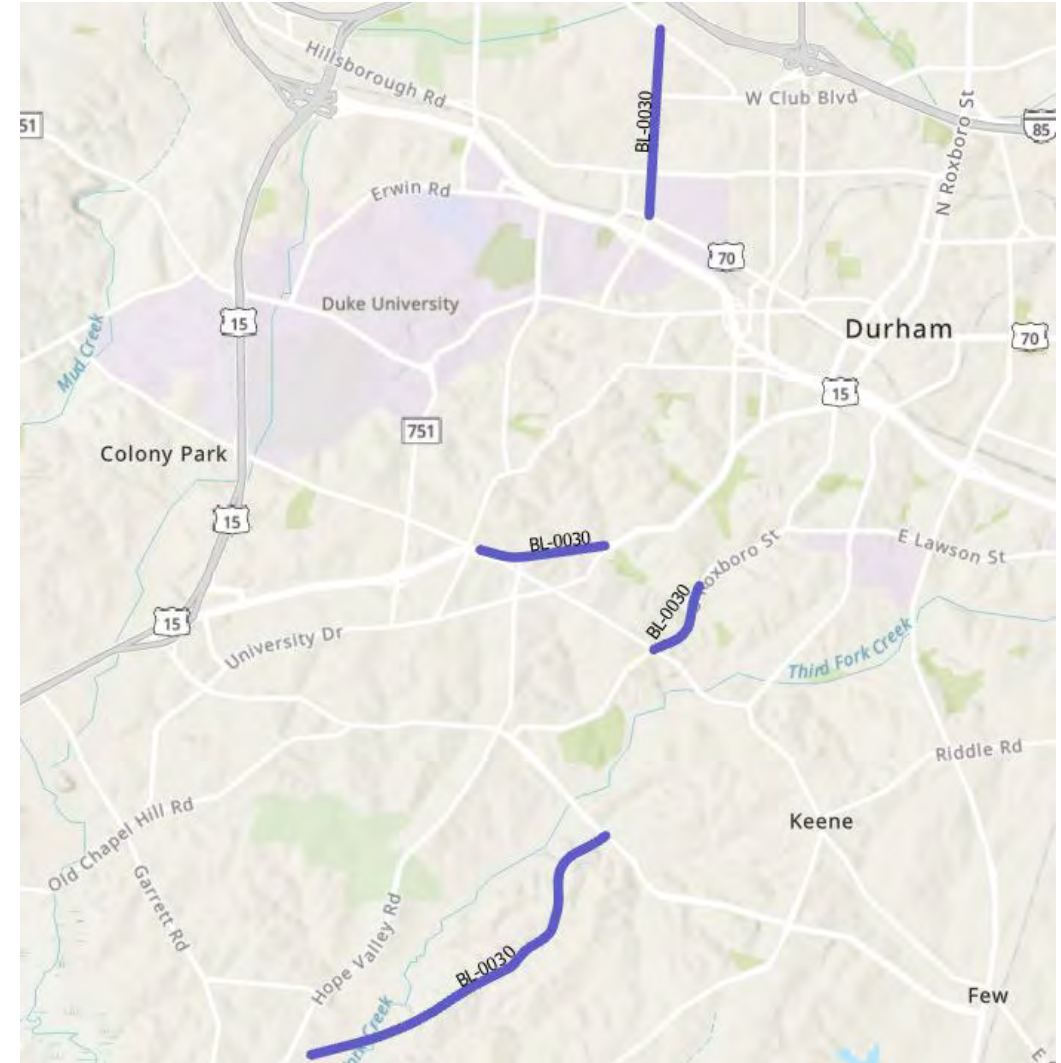 Hillsborough Rd
BL-0030
W Club Blvd
51
85
N Roxboro St
Erwin Rd
70
Duke University
15
Durham
70
Mud Creek
15
751
Colony Park
15
BL-0030
Roxboro St
E Lawson St
BL-0030
15
University Dr
Third Fork Creek
Riddle Rd
Old Chapel Hill Rd
Keene
Garrett Rd
Hope Valley Rd
BL-0030
Few
Creek